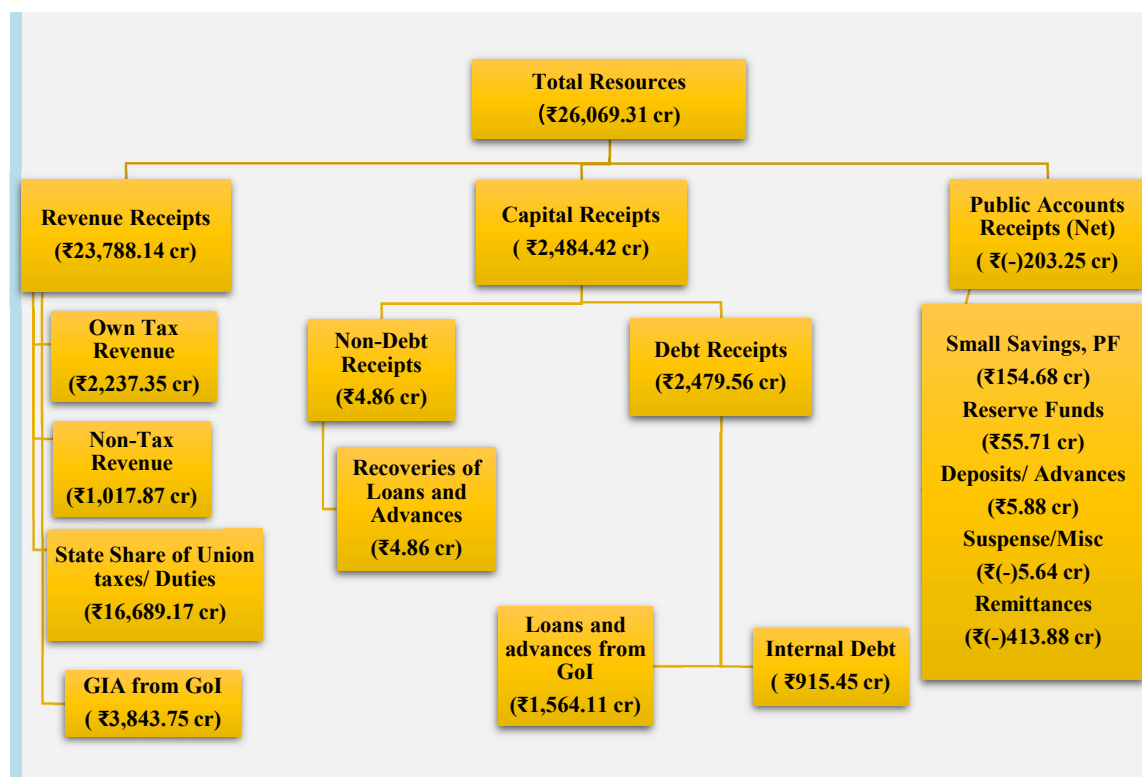 Total Resources
(₹26,069.31 cr)
Revenue Receipts
(₹23,788.14 cr)
Own Tax
Revenue
(₹2,237.35 cr)
Non-Tax
Revenue
(₹1,017.87 cr)
State Share of Union
taxes/ Duties
(₹16,689.17 cr)
GIA from GoI
( ₹3,843.75 cr)
Capital Receipts
( ₹2,484.42 cr)
Non-Debt
Receipts
(₹4.86 cr)
Recoveries of
Loans and
Advances
(₹4.86 cr)
Debt Receipts
(₹2,479.56 cr)
Loans and
advances from
GoI
(₹1,564.11 cr)
Internal Debt
( ₹915.45 cr)
Public Accounts
Receipts (Net)
( ₹(-)203.25 cr)
Small Savings, PF
(₹154.68 cr)
Reserve Funds
(₹55.71 cr)
Deposits/ Advances
(₹5.88 cr)
Suspense/Misc
(₹(-)5.64 cr)
Remittances
(₹(-)413.88 cr)